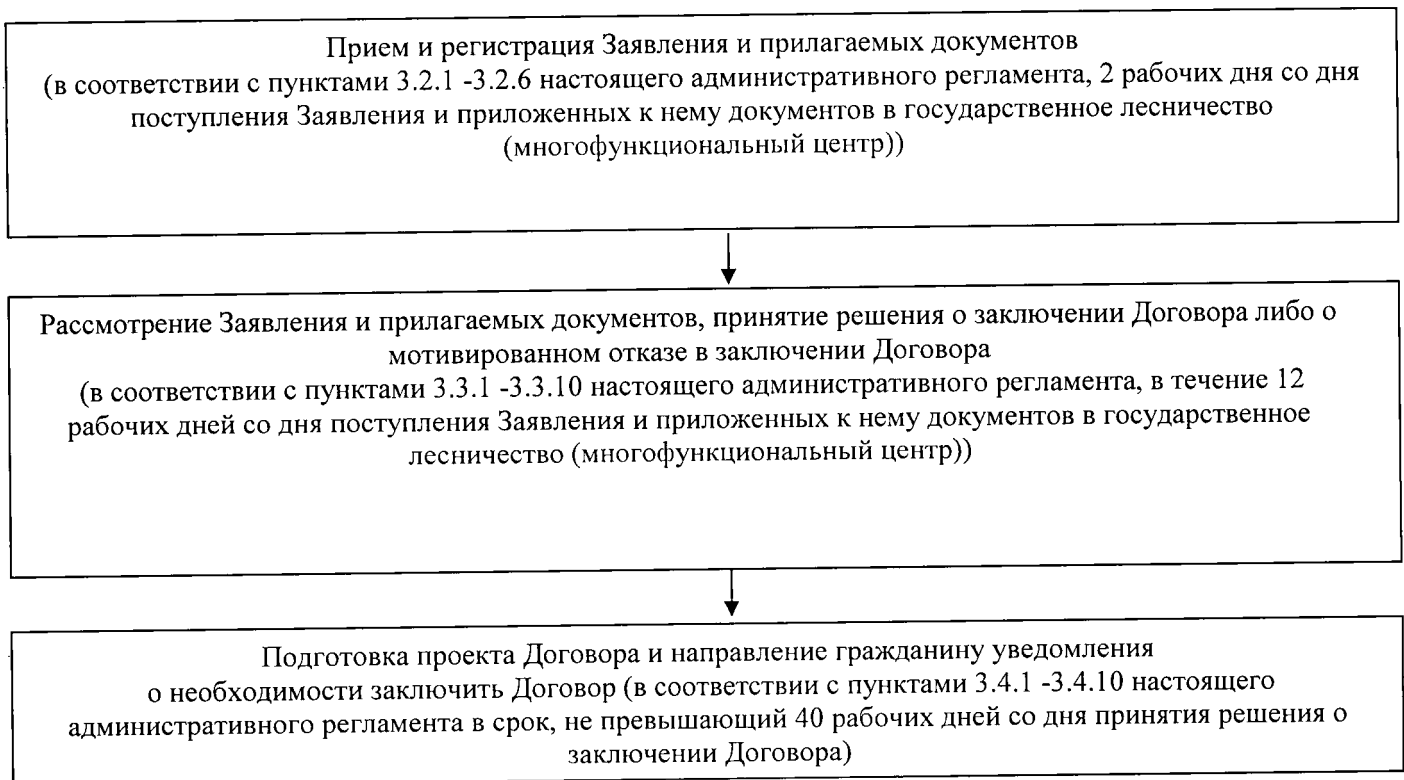 Прием и регистрация Заявления и прилагаемых документов
(в соответствии с пунктами 3.2.1 -3.2.6 настоящего административного регламента, 2 рабочих дня со дня
поступления Заявления и приложенных к нему документов в государственное лесничество
(многофункциональный центр))
Рассмотрение Заявления и прилагаемых документов, принятие решения о заключении Договора либо о
мотивированном отказе в заключении Договора
(в соответствии с пунктами 3.3.1 -3.3.10 настоящего административного регламента, в течение 12
рабочих дней со дня поступления Заявления и приложенных к нему документов в государственное
лесничество (многофункциональный центр))
Подготовка проекта Договора и направление гражданину уведомления
о необходимости заключить Договор (в соответствии с пунктами 3.4.1 -3.4.10 настоящего
административного регламента в срок, не превышающий 40 рабочих дней со дня принятия решения о
заключении Договора)